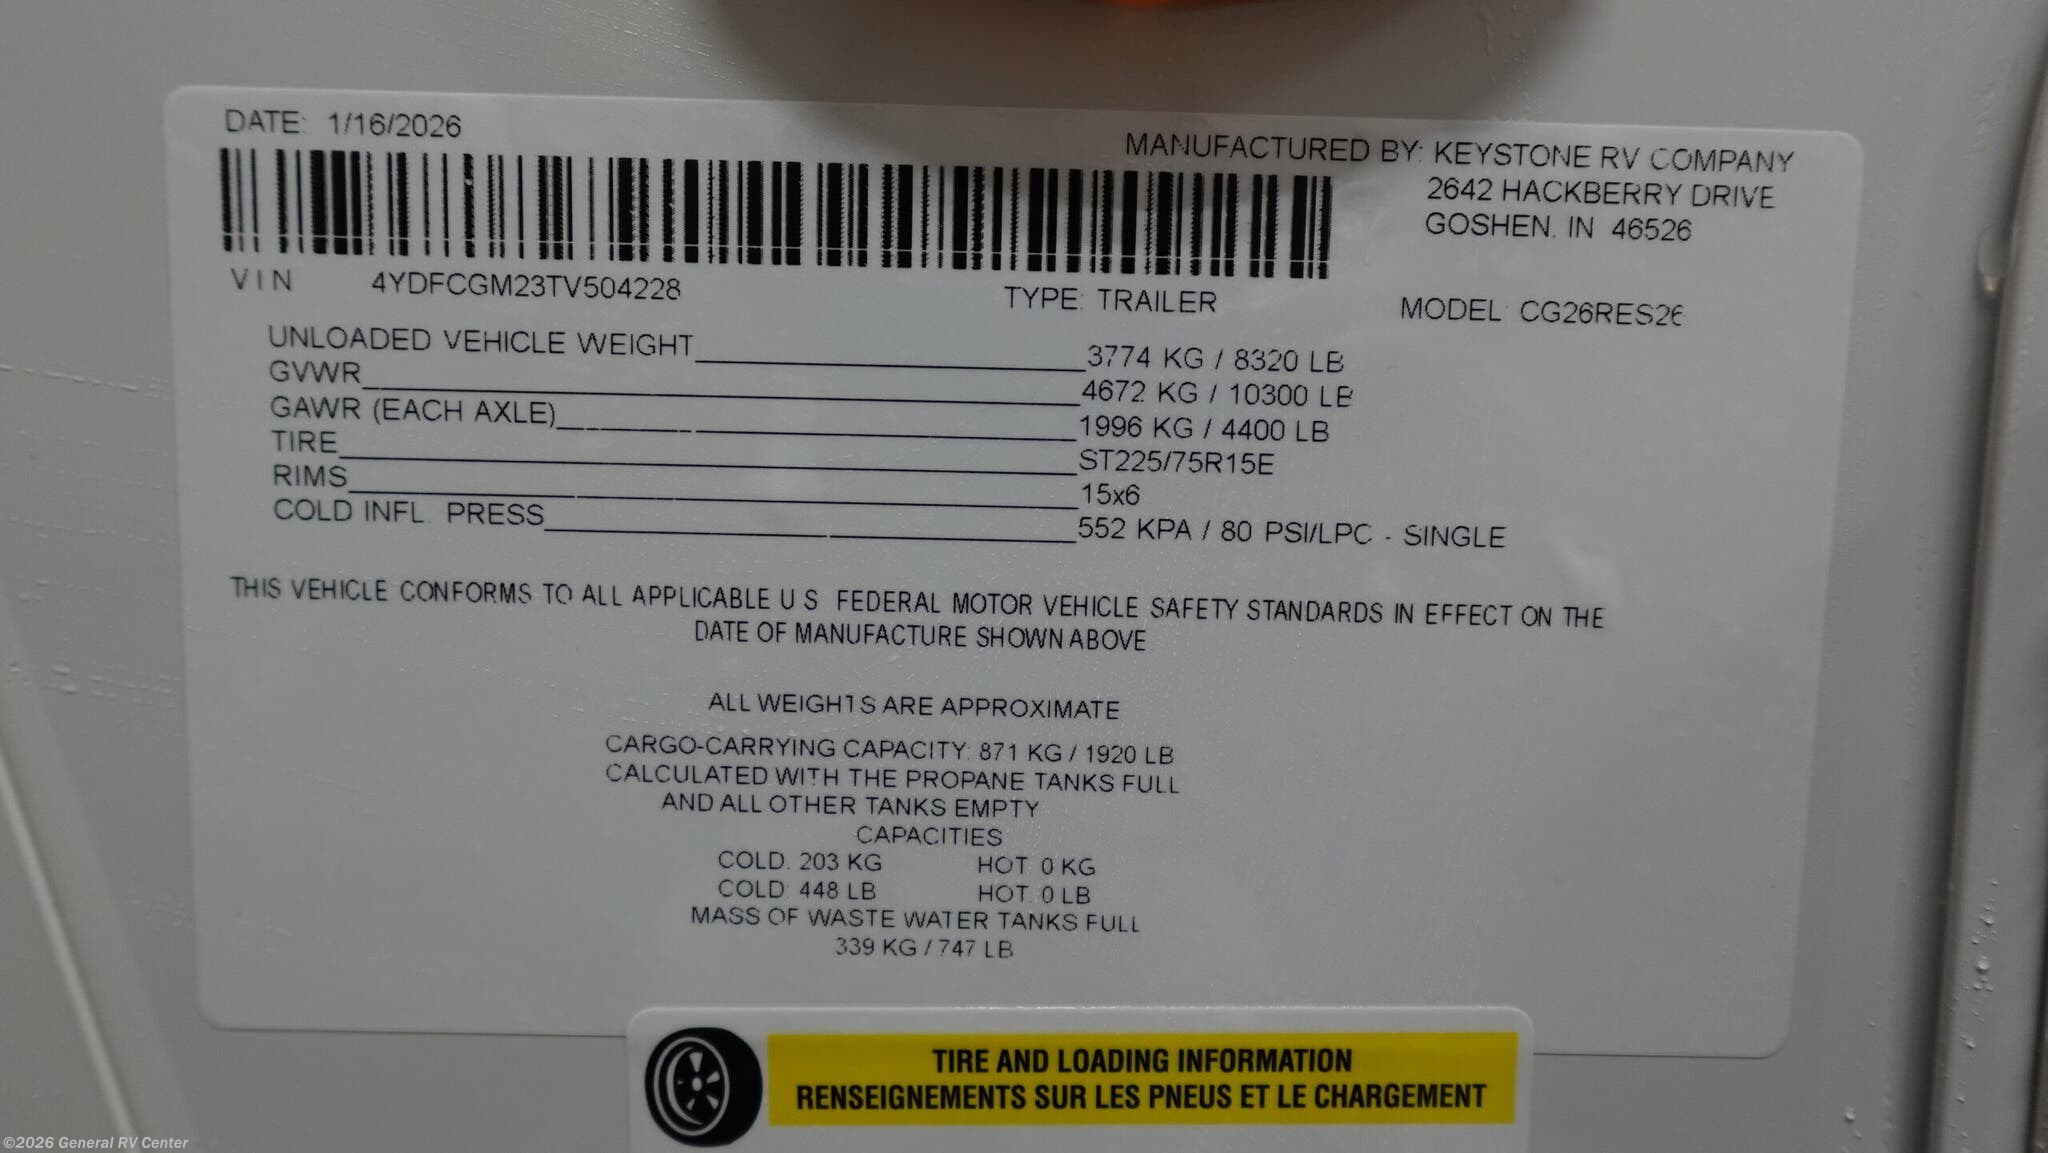 DATE: 1/16/2026
MANUFACTURED BY: KEYSTONE RV COMPANY
2642 HACKBERRY DRIVE
GOSHEN. IN 46526
VIN 4YDFCGM23TV504228 TYPE: TRAILER MODEL: CG26RES26
UNLOADED VEHICLE WEIGHT 3774 KG / 8320 LB
GVWR 4672 KG / 10300 LB
GAWR (EACH AXLE) 1996 KG / 4400 LB
TIRE ST225/75R15E
RIMS 15x6
COLD INFL. PRESS 552 KPA / 80 PSI/LPC - SINGLE
THIS VEHICLE CONFORMS TO ALL APPLICABLE U S FEDERAL MOTOR VEHICLE SAFETY STANDARDS IN EFFECT ON THE
DATE OF MANUFACTURE SHOWN ABOVE
ALL WEIGHTS ARE APPROXIMATE
CARGO-CARRYING CAPACITY: 871 KG / 1920 LB
CALCULATED WITH THE PROPANE TANKS FULL
AND ALL OTHER TANKS EMPTY
CAPACITIES
COLD: 203 KG HOT: 0 KG
COLD: 448 LB HOT: 0 LB
MASS OF WASTE WATER TANKS FULL
339 KG / 747 LB
TIRE AND LOADING INFORMATION
RENSEIGNEMENTS SUR LES PNEUS ET LE CHARGEMENT
©2026 General RV Center